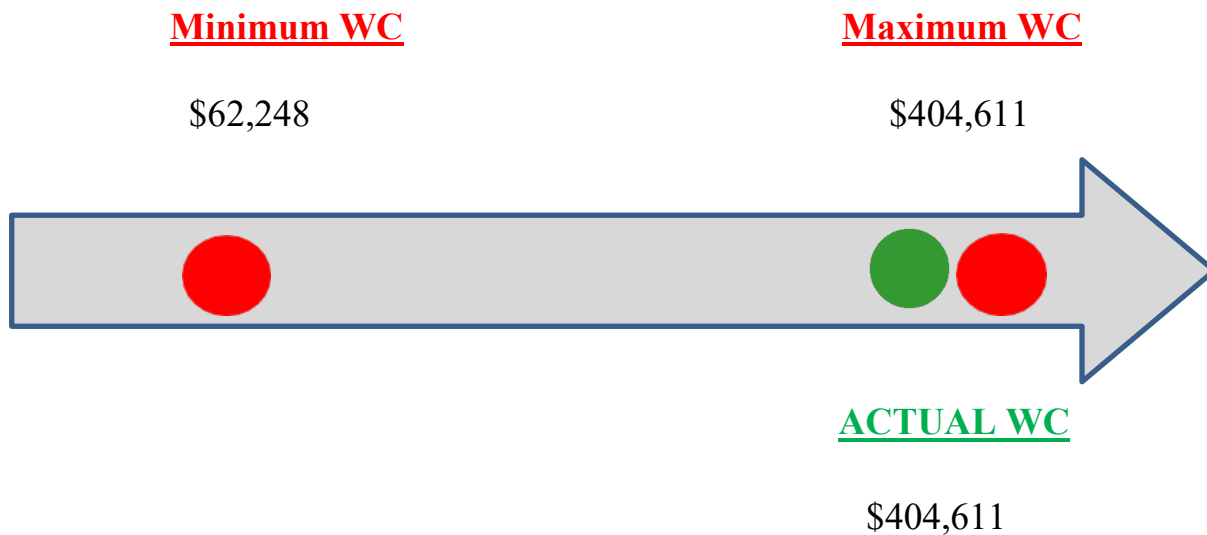 Minimum WC
Maximum WC
$62,248
$404,611
ACTUAL WC
$404,611